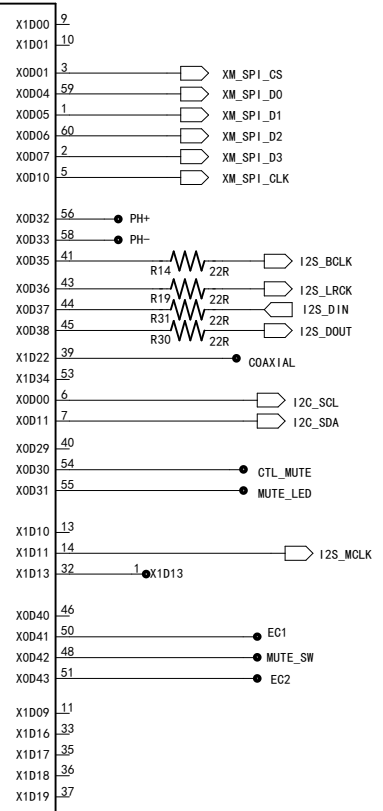 X1D00 9
X1D01 10
X0D01 3 XM_SPI_CS
X0D04 59 XM_SPI_D0
X0D05 1 XM_SPI_D1
X0D06 60 XM_SPI_D2
X0D07 2 XM_SPI_D3
X0D10 5 XM_SPI_CLK
X0D32 56 PH+
X0D33 58 PH-
X0D35 41 R14 22R I2S_BCLK
X0D36 43 R19 22R I2S_LRCK
X0D37 44 R31 22R I2S_DIN
X0D38 45 R30 22R I2S_DOUT
X1D22 39 COAXIAL
X1D34 53
X0D00 6 I2C_SCL
X0D11 7 I2C_SDA
X0D29 40
X0D30 54 CTL_MUTE
X0D31 55 MUTE_LED
X1D10 13
X1D11 14 I2S_MCLK
X1D13 32 1 X1D13
X0D40 46
X0D41 50 EC1
X0D42 48 MUTE_SW
X0D43 51 EC2
X1D09 11
X1D16 33
X1D17 35
X1D18 36
X1D19 37